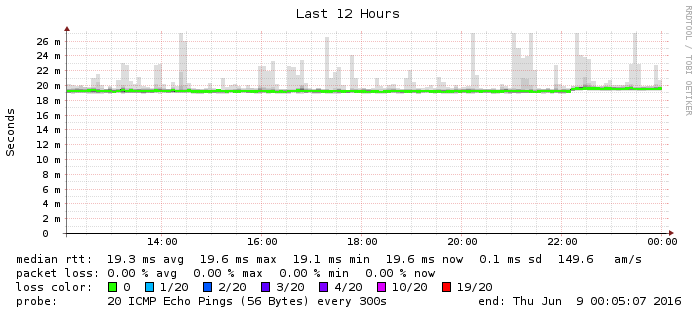 Last 12 Hours
RRDTOOL / TOBI OETIKER
Seconds
26 m
24 m
22 m
20 m
18 m
16 m
14 m
12 m
10 m
8 m
6 m
4 m
2 m
0
14:00 16:00 18:00 20:00 22:00 00:00
median rtt: 19.3 ms avg 19.6 ms max 19.1 ms min 19.6 ms now 0.1 ms sd 149.6 am/s
packet loss: 0.00 % avg 0.00 % max 0.00 % min 0.00 % now
loss color: 0 1/20 2/20 3/20 4/20 10/20 19/20
probe: 20 ICMP Echo Pings (56 Bytes) every 300s end: Thu Jun 9 00:05:07 2016